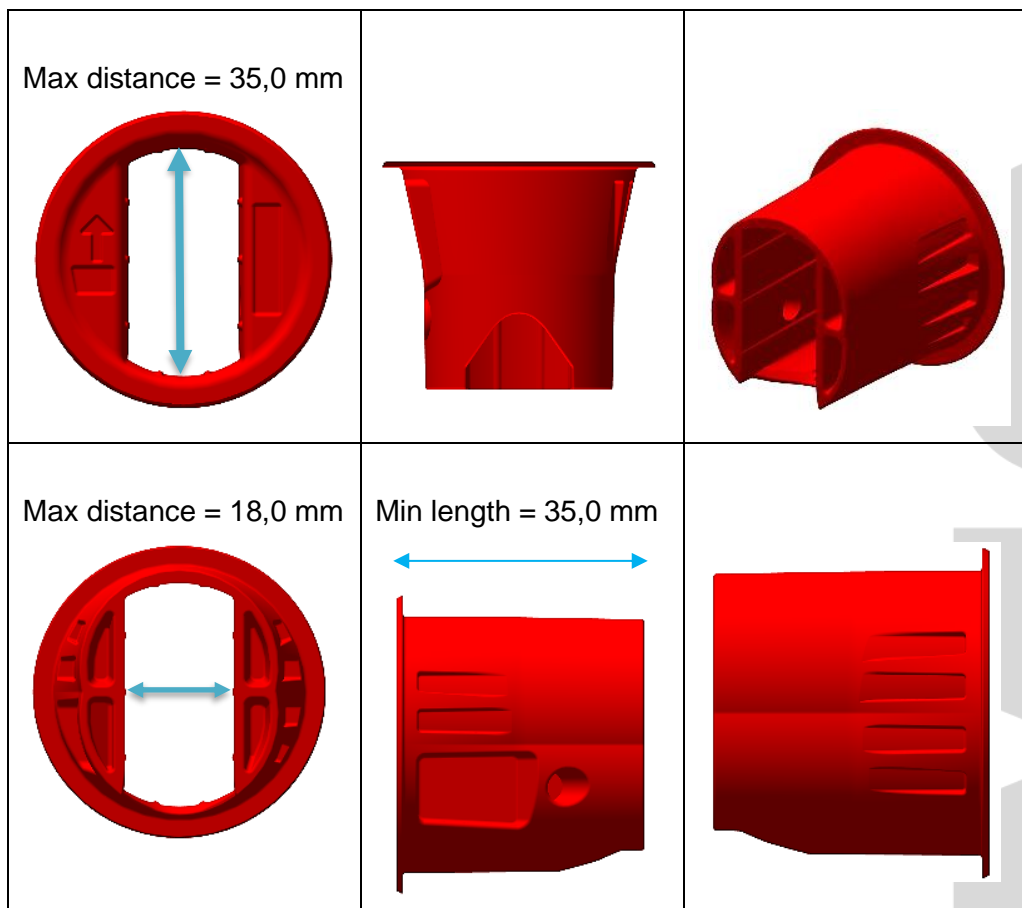 Max distance = 35,0 mm
Max distance = 18,0 mm
Min length = 35,0 mm